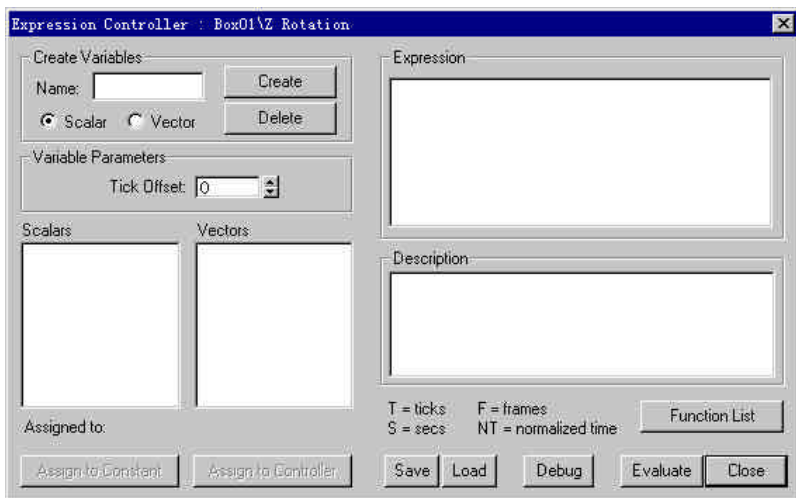 Expression Controller : Box01\Z Rotation
Create Variables
Name:
Create
Scalar
Vector
Delete
Variable Parameters
Tick Offset: 0
Scalars
Vectors
Assigned to:
Assign to Constant
Assign to Controller
Expression
Description
T = ticks F = frames
S = secs NT = normalized time
Function List
Save
Load
Debug
Evaluate
Close